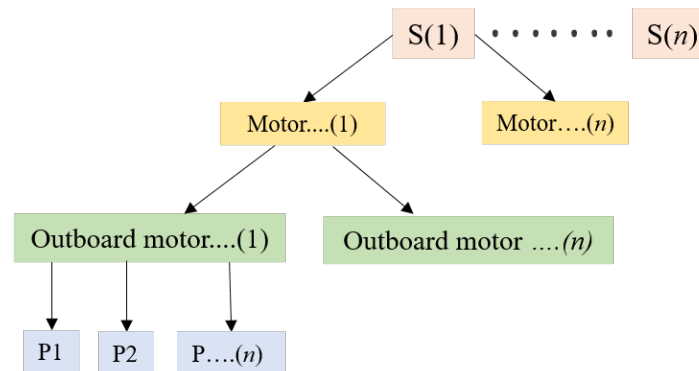 S(1) . . . . . . . S(n)
Motor....(1)
Motor….(n)
Outboard motor....(1)
Outboard motor ….(n)
P1
P2
P….(n)